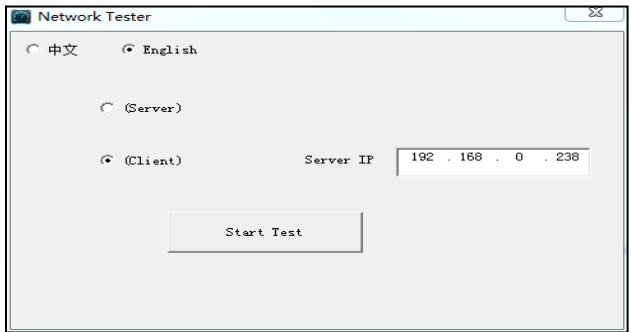 Network Tester
中文 English
(Server)
(Client) Server IP 192 . 168 . 0 . 238
Start Test